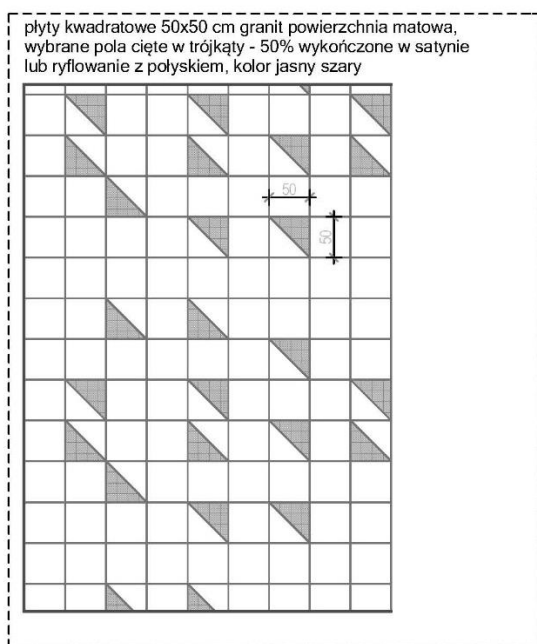 płyty kwadratowe 50x50 cm granit powierzchnia matowa,
wybrane pola cięte w trójkąty - 50% wykończone w satynie
lub ryflowanie z połyskiem, kolor jasny szary
50
50